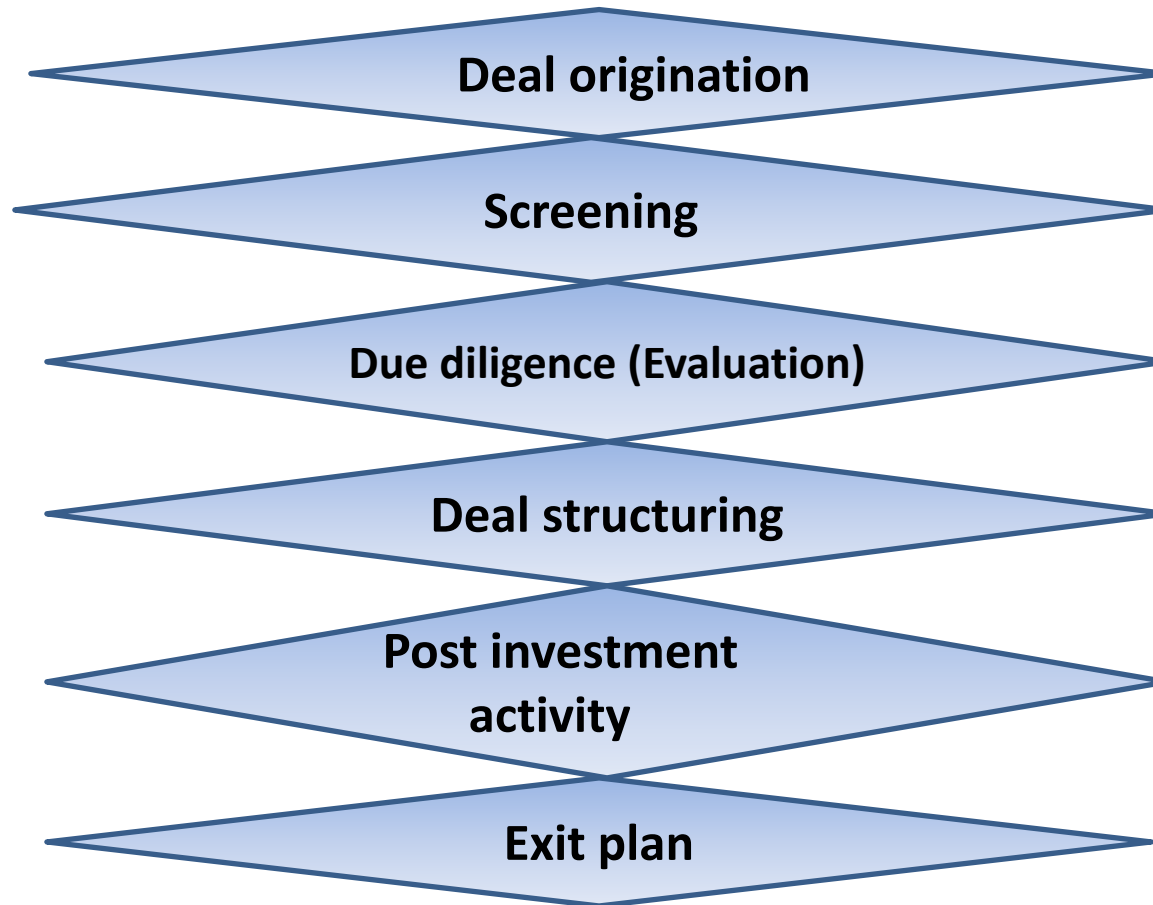 Deal origination
Screening
Due diligence (Evaluation)
Deal structuring
Post investment
activity
Exit plan